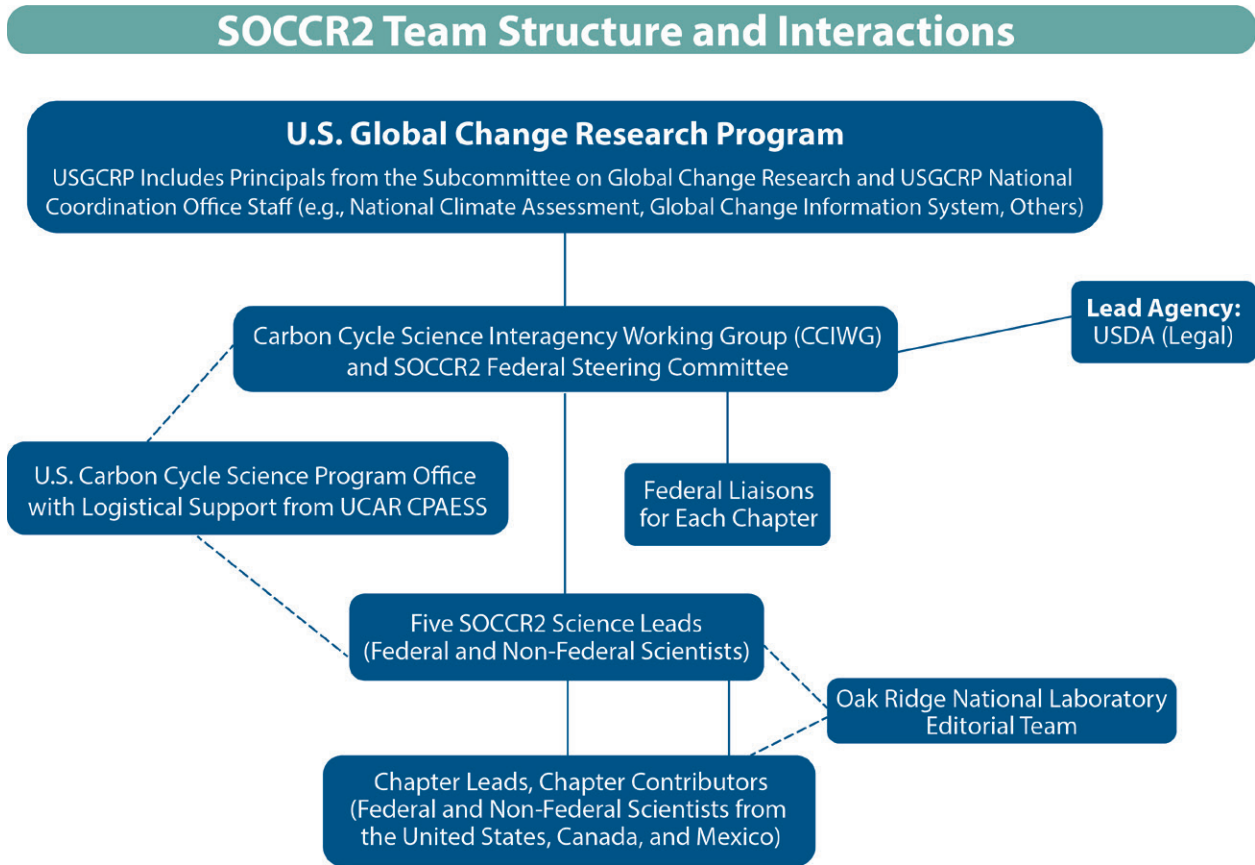 SOCCR2 Team Structure and Interactions
U.S. Global Change Research Program
USGCRP Includes Principals from the Subcommittee on Global Change Research and USGCRP National
Coordination Office Staff (e.g., National Climate Assessment, Global Change Information System, Others)
Carbon Cycle Science Interagency Working Group (CCIWG)
and SOCCR2 Federal Steering Committee
Lead Agency:
USDA (Legal)
U.S. Carbon Cycle Science Program Office
with Logistical Support from UCAR CPAESS
Federal Liaisons
for Each Chapter
Five SOCCR2 Science Leads
(Federal and Non-Federal Scientists)
Oak Ridge National Laboratory
Editorial Team
Chapter Leads, Chapter Contributors
(Federal and Non-Federal Scientists from
the United States, Canada, and Mexico)